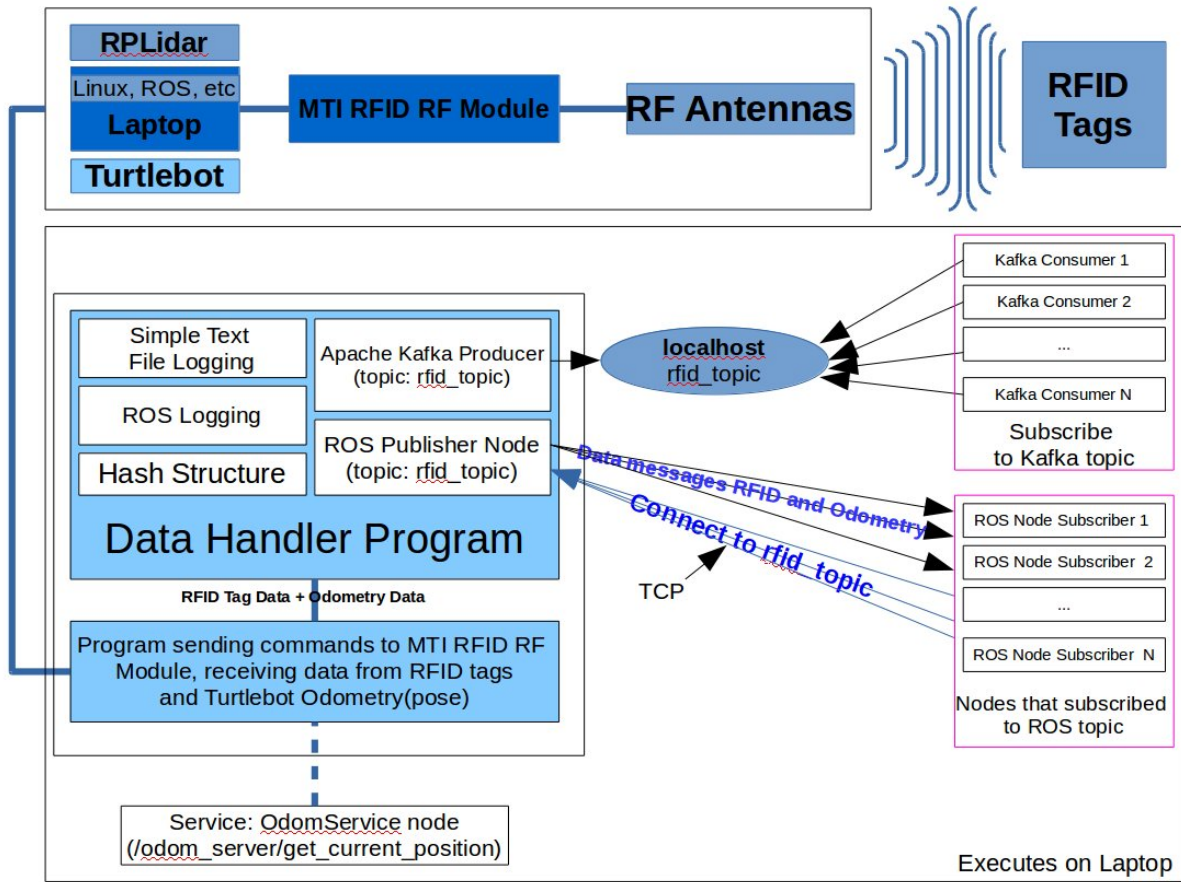 RPLidar
Linux, ROS, etc
Laptop
Turtlebot
MTI RFID RF Module
RF Antennas
RFID
Tags
Simple Text
File Logging
ROS Logging
Hash Structure
Apache Kafka Producer
(topic: rfid_topic)
ROS Publisher Node
(topic: rfid_topic)
Data Handler Program
RFID Tag Data + Odometry Data
Program sending commands to MTI RFID RF
Module, receiving data from RFID tags
and Turtlebot Odometry(pose)
Service: OdomService node
(/odom_server/get_current_position)
localhost
rfid_topic
Data messages RFID and Odometry
Connect to rfid_topic
TCP
Kafka Consumer 1
Kafka Consumer 2
...
Kafka Consumer N
Subscribe
to Kafka topic
ROS Node Subscriber 1
ROS Node Subscriber 2
...
ROS Node Subscriber N
Nodes that subscribed
to ROS topic
Executes on Laptop